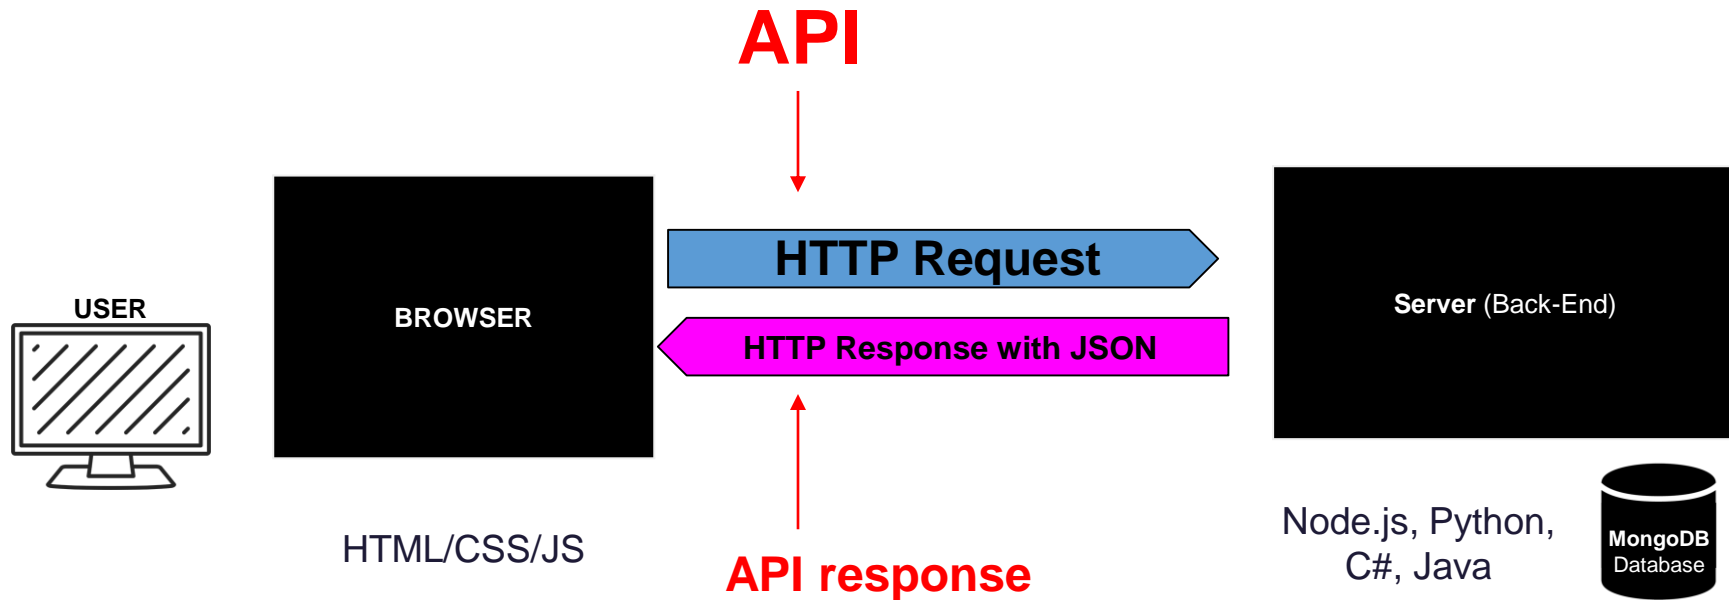 API
HTTP Request
USER
BROWSER
Server (Back-End)
HTTP Response with JSON
HTML/CSS/JS
API response
Node.js, Python,
C#, Java
MongoDB
Database